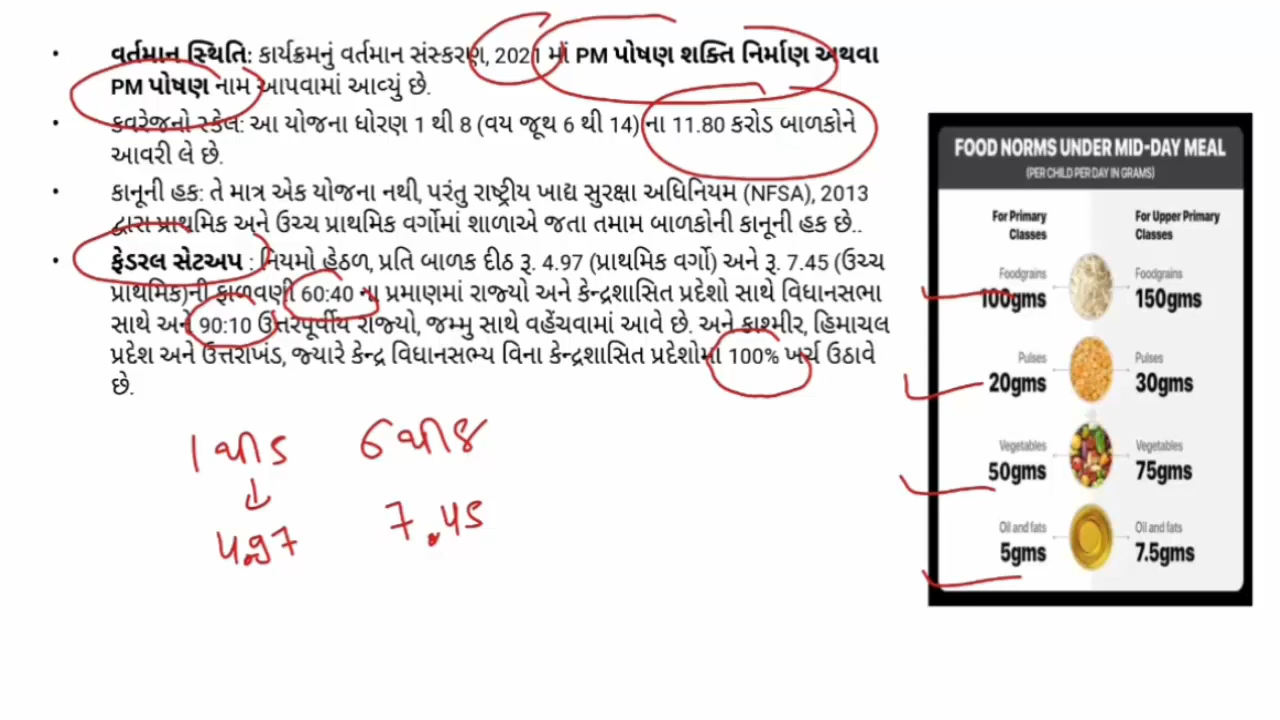 • વર્તમાન સ્થિતિ: કાર્યક્રમનું વર્તમાન સંસ્કરણ, 2021 માં PM પોષણ શક્તિ નિર્માણ અથવા
PM પોષણ નામ આપવામાં આવ્યું છે.
• કવરેજનો સ્કેલ: આ યોજના ધોરણ 1 થી 8 (વય જૂથ 6 થી 14) ના 11.80 કરોડ બાળકોને
આવરી લે છે.
• કાનૂની હક: તે માત્ર એક યોજના નથી, પરંતુ રાષ્ટ્રીય ખાદ્ય સુરક્ષા અધિનિયમ (NFSA), 2013
દ્વારા પ્રાથમિક અને ઉચ્ચ પ્રાથમિક વર્ગોમાં શાળાએ જતા તમામ બાળકોની કાનૂની હક છે..
• ફેડરલ સેટઅપ : નિયમો હેઠળ, પ્રતિ બાળક દીઠ રૂ. 4.97 (પ્રાથમિક વર્ગો) અને રૂ. 7.45 (ઉચ્ચ
પ્રાથમિક)ની ફાળવણી 60:40 ના પ્રમાણમાં રાજ્યો અને કેન્દ્રશાસિત પ્રદેશો સાથે વિધાનસભા
સાથે અને 90:10 ઉત્તરપૂર્વીય રાજ્યો, જમ્મુ સાથે વહેંચવામાં આવે છે. અને કાશ્મીર, હિમાચલ
પ્રદેશ અને ઉત્તરાખંડ, જ્યારે કેન્દ્ર વિધાનસભ્ય વિના કેન્દ્રશાસિત પ્રદેશોમાં 100% ખર્ચ ઉઠાવે
છે.
1 થી 5 6 થી 8
4.97 7.45
FOOD NORMS UNDER MID-DAY MEAL
(PER CHILD PER DAY IN GRAMS)
For Primary Classes
For Upper Primary Classes
Foodgrains Foodgrains
100gms 150gms
Pulses Pulses
20gms 30gms
Vegetables Vegetables
50gms 75gms
Oil and fats Oil and fats
5gms 7.5gms